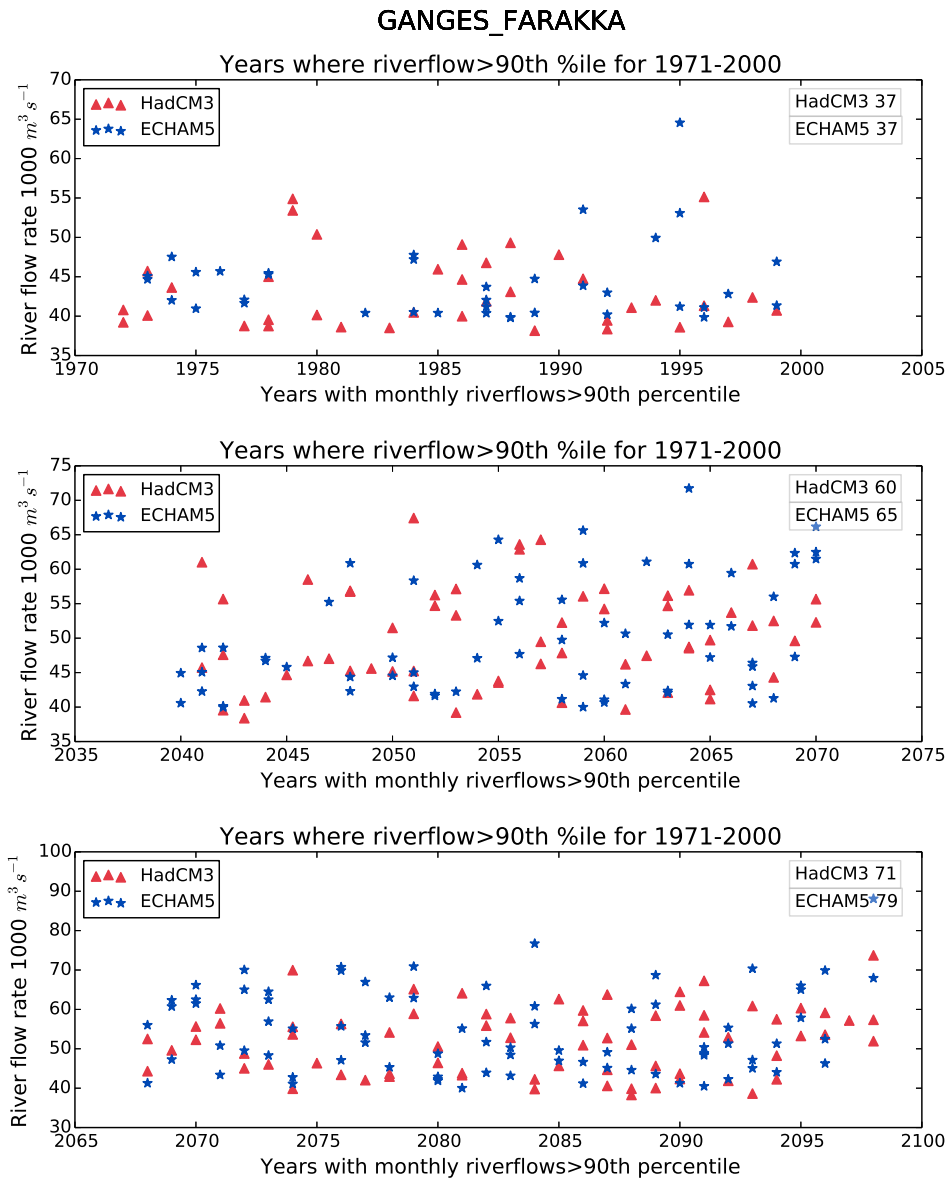 GANGES_FARAKKA
Years where riverflow>90th %ile for 1971-2000
River flow rate 1000 m³ s⁻¹
70
65
60
55
50
45
40
35
HadCM3
ECHAM5
HadCM3 37
ECHAM5 37
1970 1975 1980 1985 1990 1995 2000 2005
Years with monthly riverflows>90th percentile
Years where riverflow>90th %ile for 1971-2000
River flow rate 1000 m³ s⁻¹
75
70
65
60
55
50
45
40
35
HadCM3
ECHAM5
HadCM3 60
ECHAM5 65
2035 2040 2045 2050 2055 2060 2065 2070 2075
Years with monthly riverflows>90th percentile
Years where riverflow>90th %ile for 1971-2000
River flow rate 1000 m³ s⁻¹
100
90
80
70
60
50
40
30
HadCM3
ECHAM5
HadCM3 71
ECHAM5 79
2065 2070 2075 2080 2085 2090 2095 2100
Years with monthly riverflows>90th percentile